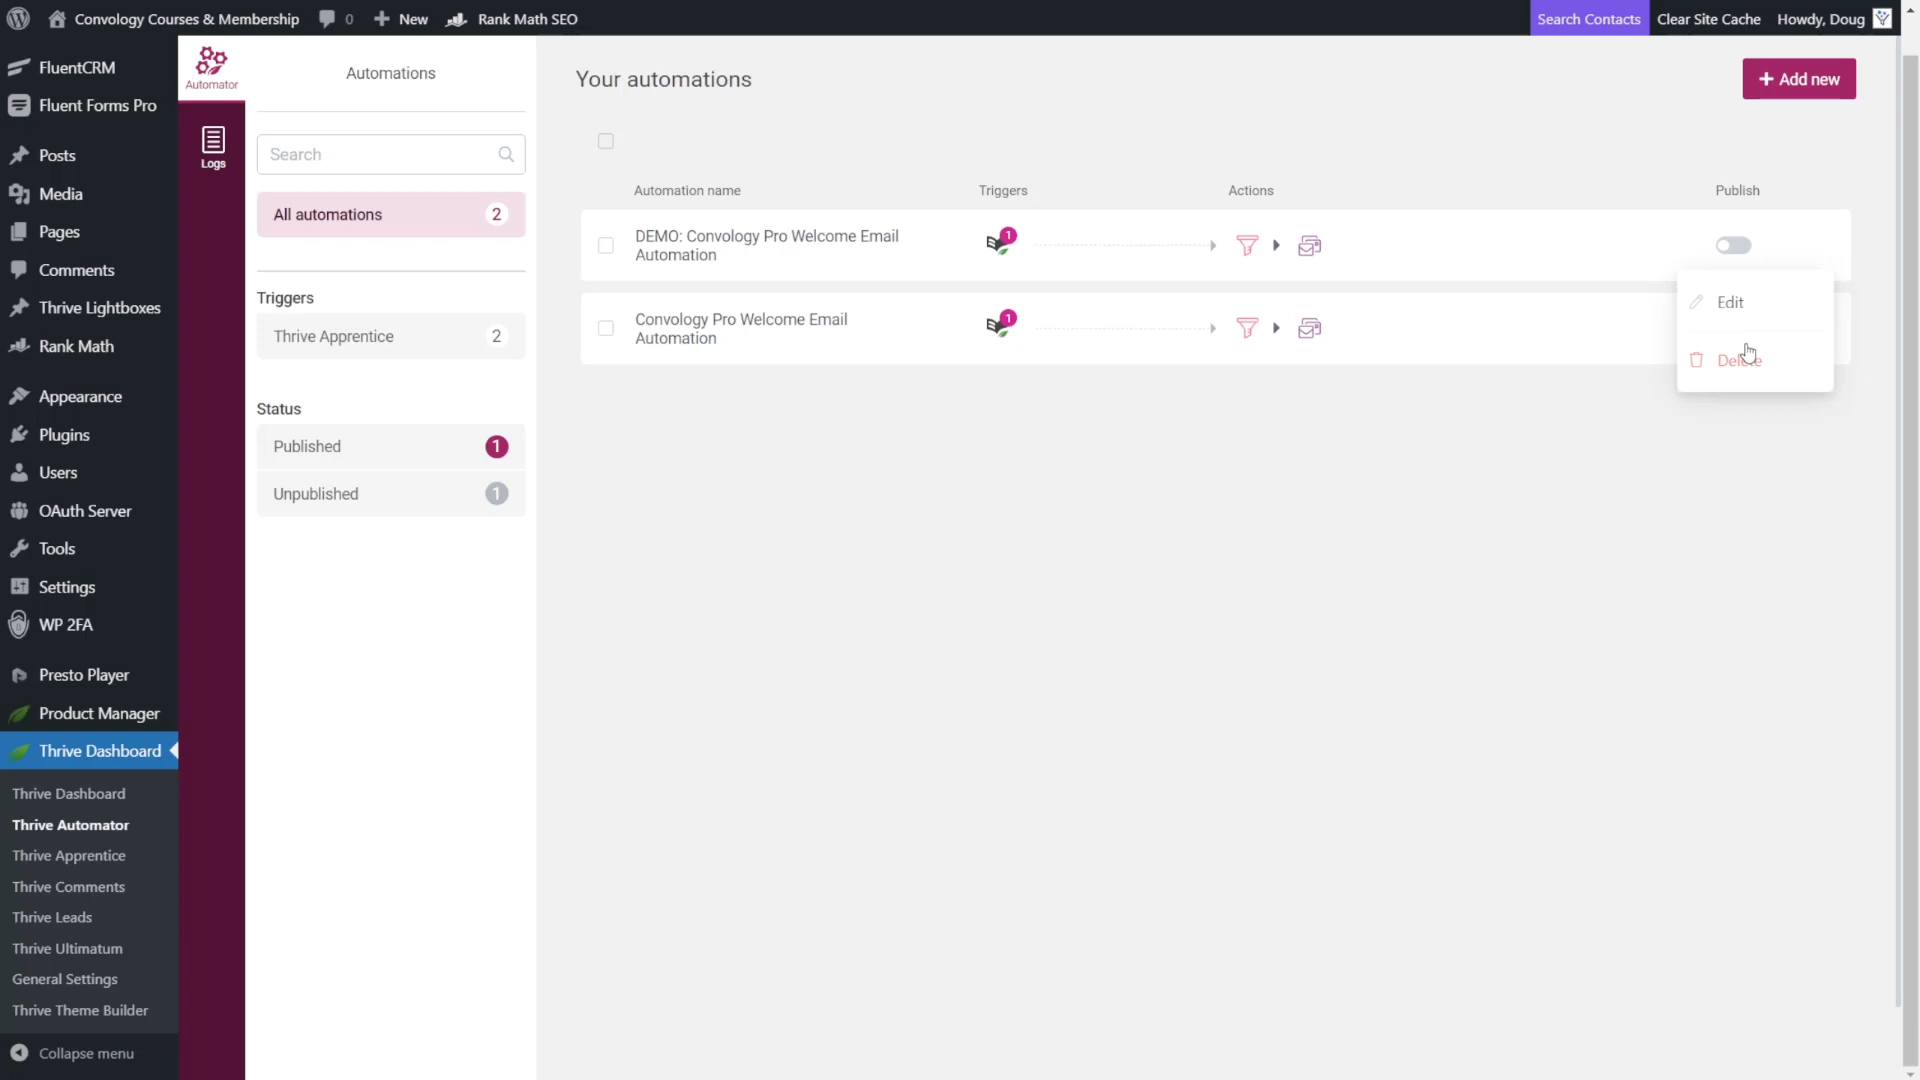 Convology Courses & Membership
0
New
Rank Math SEO
Search Contacts
Clear Site Cache
Howdy, Doug
FluentCRM
Fluent Forms Pro
Posts
Media
Pages
Comments
Thrive Lightboxes
Rank Math
Appearance
Plugins
Users
OAuth Server
Tools
Settings
WP 2FA
Presto Player
Product Manager
Thrive Dashboard
Thrive Dashboard
Thrive Automator
Thrive Apprentice
Thrive Comments
Thrive Leads
Thrive Ultimatum
General Settings
Thrive Theme Builder
Collapse menu
Automator
Logs
Automations
Search
All automations 2
Triggers
Thrive Apprentice 2
Status
Published 1
Unpublished 1
Your automations
+ Add new
Automation name Triggers Actions Publish
DEMO: Convology Pro Welcome Email
Automation
1
Convology Pro Welcome Email
Automation
1
Edit
Delete